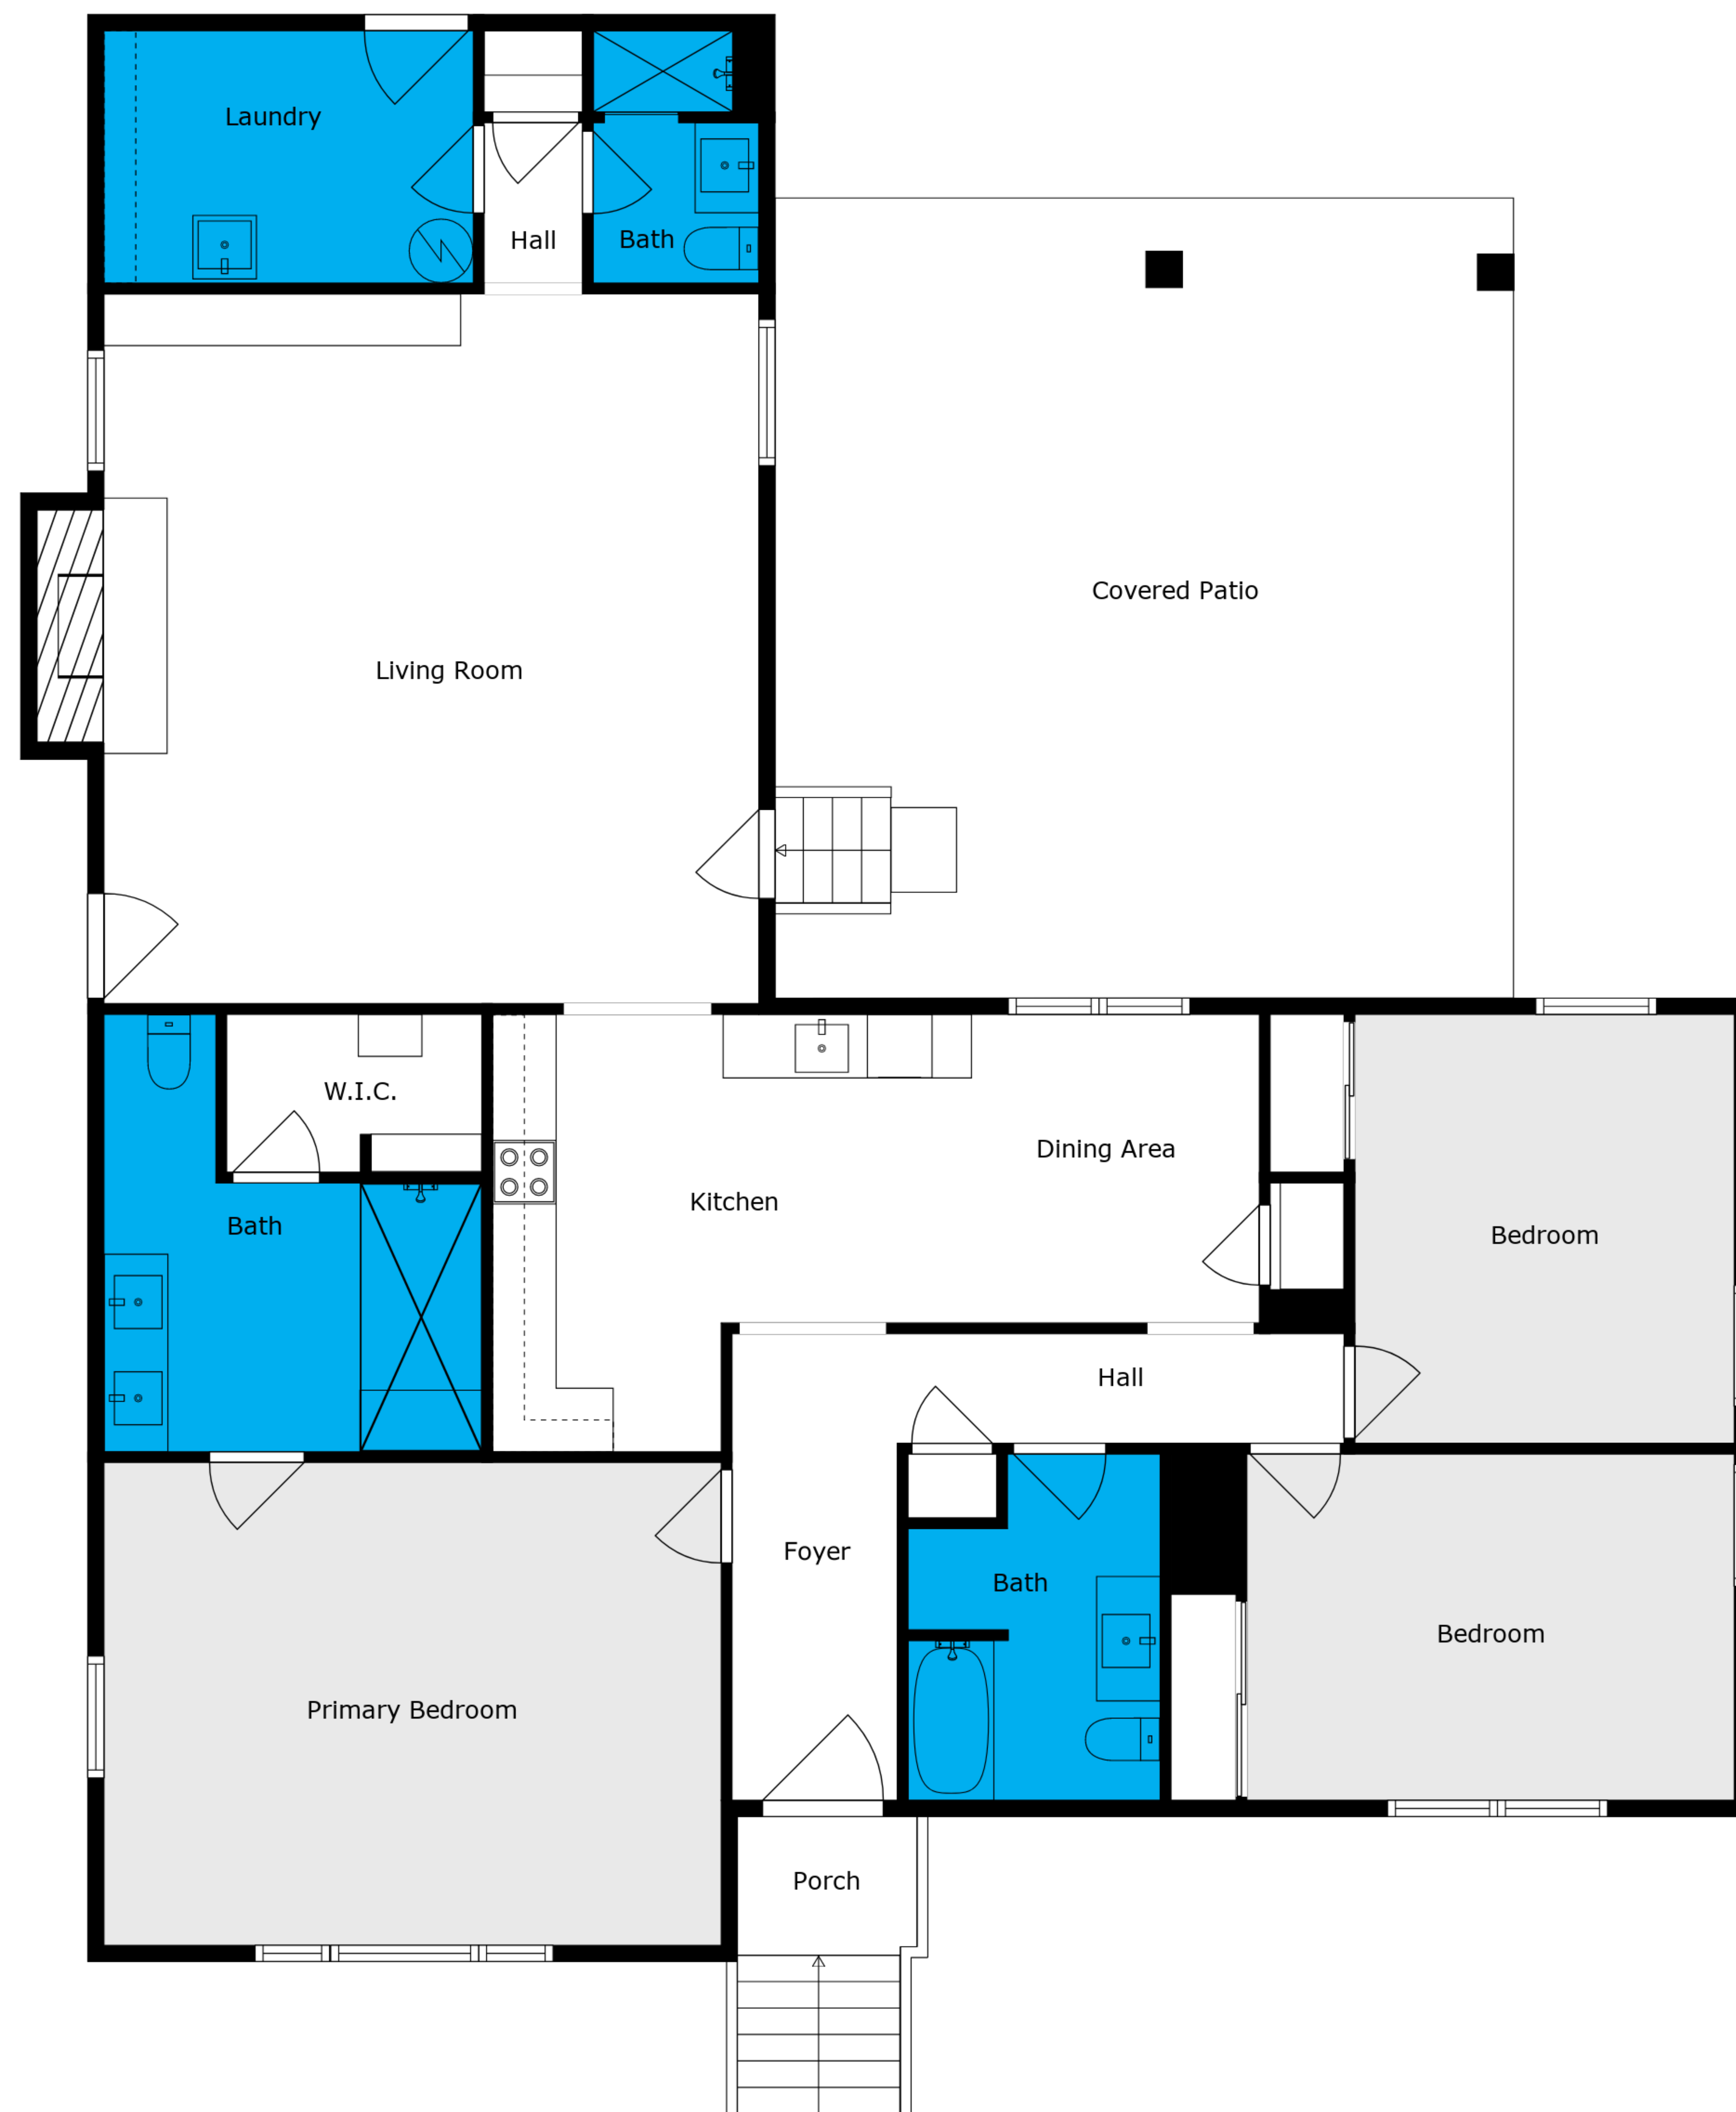 Laundry
Hall
Bath
Covered Patio
Living Room
W.I.C.
Dining Area
Kitchen
Bath
Bedroom
Hall
Foyer
Bath
Bedroom
Primary Bedroom
Porch